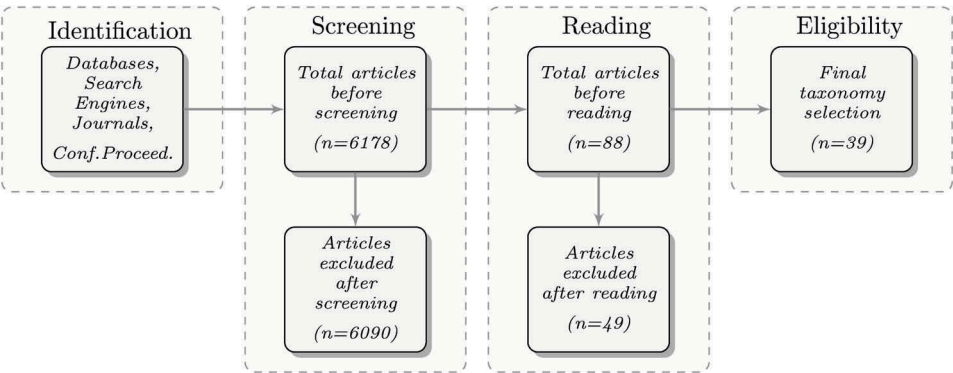 Identification
Databases,
Search
Engines,
Journals,
Conf.Proceed.
Screening
Total articles
before
screening
(n=6178)
Articles
excluded
after
screening
(n=6090)
Reading
Total articles
before
reading
(n=88)
Articles
excluded
after reading
(n=49)
Eligibility
Final
taxonomy
selection
(n=39)